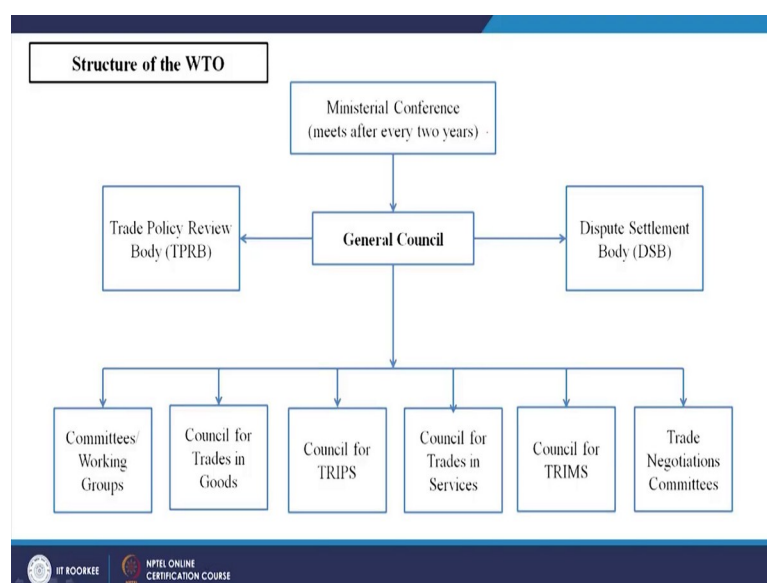 Structure of the WTO
Ministerial Conference
(meets after every two years)
Trade Policy Review
Body (TPRB)
General Council
Dispute Settlement
Body (DSB)
Committees/
Working
Groups
Council for
Trades in
Goods
Council for
TRIPS
Council for
Trades in
Services
Council for
TRIMS
Trade
Negotiations
Committees
IIT ROORKEE
NPTEL ONLINE
CERTIFICATION COURSE